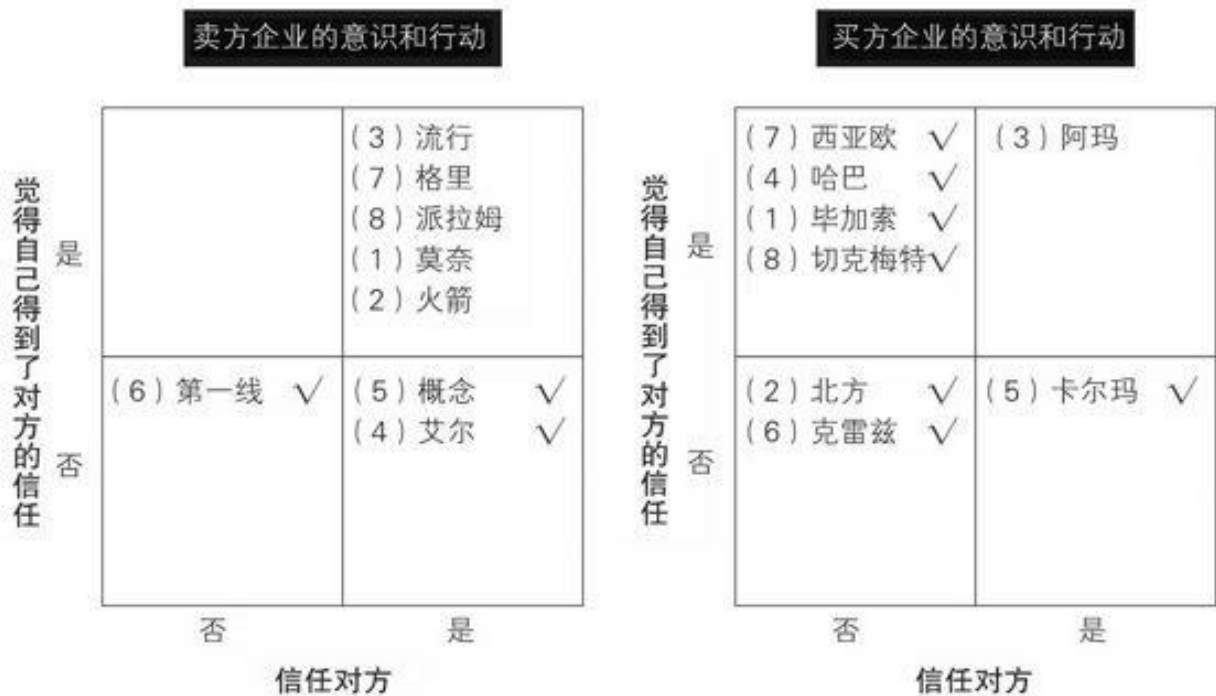 卖方企业的意识和行动
觉得自己得到了对方的信任
是
否
(3)流行
(7)格里
(8)派拉姆
(1)莫奈
(2)火箭
(6)第一线 √
(5)概念 √
(4)艾尔 √
否
是
信任对方
买方企业的意识和行动
觉得自己得到了对方的信任
是
否
(7)西亚欧 √
(4)哈巴 √
(1)毕加索 √
(8)切克梅特√
(3)阿玛
(2)北方 √
(6)克雷兹 √
(5)卡尔玛 √
否
是
信任对方